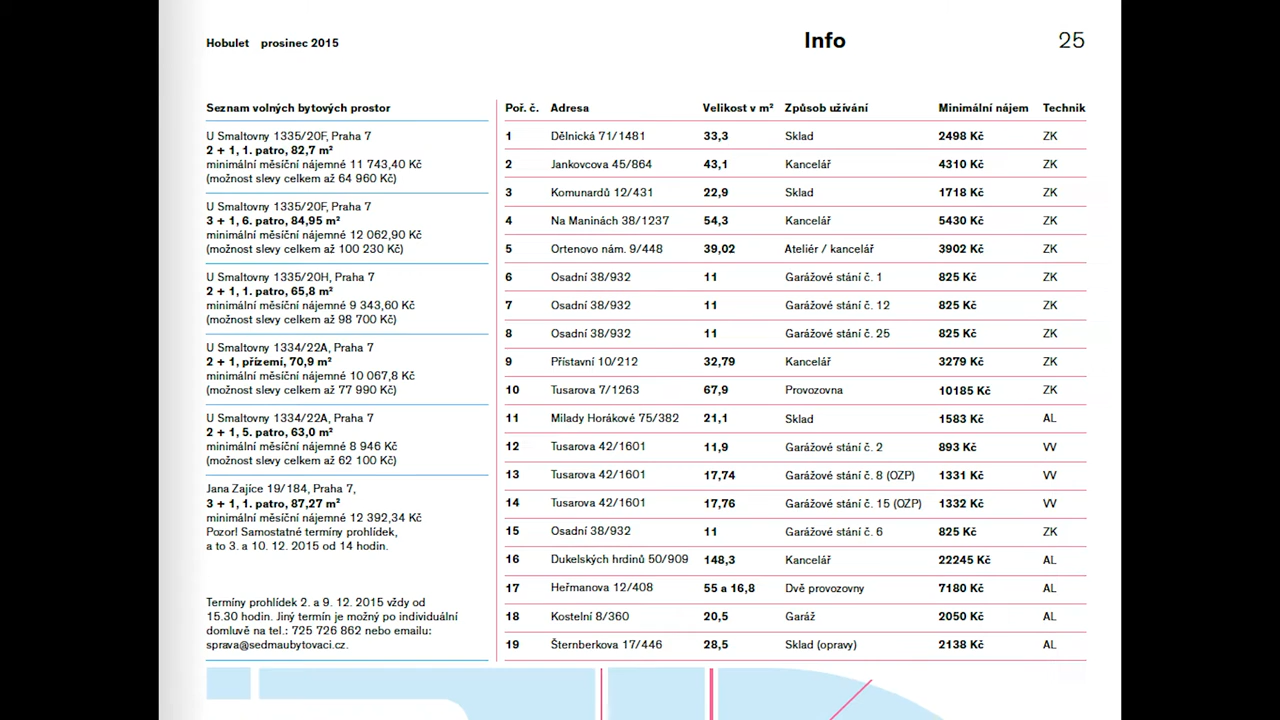 Hobulet prosinec 2015
Info
25
Seznam volných bytových prostor
U Smaltovny 1335/20F, Praha 7
2 + 1, 1. patro, 82,7 m²
minimální měsíční nájemné 11 743,40 Kč
(možnost slevy celkem až 64 960 Kč)
U Smaltovny 1335/20F, Praha 7
3 + 1, 6. patro, 84,95 m²
minimální měsíční nájemné 12 062,90 Kč
(možnost slevy celkem až 100 230 Kč)
U Smaltovny 1335/20H, Praha 7
2 + 1, 1. patro, 65,8 m²
minimální měsíční nájemné 9 343,60 Kč
(možnost slevy celkem až 98 700 Kč)
U Smaltovny 1334/22A, Praha 7
2 + 1, přízemí, 70,9 m²
minimální měsíční nájemné 10 067,8 Kč
(možnost slevy celkem až 77 990 Kč)
U Smaltovny 1334/22A, Praha 7
2 + 1, 5. patro, 63,0 m²
minimální měsíční nájemné 8 946 Kč
(možnost slevy celkem až 62 100 Kč)
Jana Zajíce 19/184, Praha 7,
3 + 1, 1. patro, 87,27 m²
minimální měsíční nájemné 12 392,34 Kč
Pozor! Samostatné termíny prohlídek,
a to 3. a 10. 12. 2015 od 14 hodin.
Termíny prohlídek 2. a 9. 12. 2015 vždy od
15.30 hodin. Jiný termín je možný po individuální
domluvě na tel.: 725 726 862 nebo emailu:
sprava@sedmaubytovaci.cz.
Poř. č. Adresa Velikost v m² Způsob užívání Minimální nájem Technik
1 Dělnická 71/1481 33,3 Sklad 2498 Kč ZK
2 Jankovcova 45/864 43,1 Kancelář 4310 Kč ZK
3 Komunardů 12/431 22,9 Sklad 1718 Kč ZK
4 Na Maninách 38/1237 54,3 Kancelář 5430 Kč ZK
5 Ortenovo nám. 9/448 39,02 Ateliér / kancelář 3902 Kč ZK
6 Osadní 38/932 11 Garážové stání č. 1 825 Kč ZK
7 Osadní 38/932 11 Garážové stání č. 12 825 Kč ZK
8 Osadní 38/932 11 Garážové stání č. 25 825 Kč ZK
9 Přístavní 10/212 32,79 Kancelář 3279 Kč ZK
10 Tusarova 7/1263 67,9 Provozovna 10185 Kč ZK
11 Milady Horákové 75/382 21,1 Sklad 1583 Kč AL
12 Tusarova 42/1601 11,9 Garážové stání č. 2 893 Kč VV
13 Tusarova 42/1601 17,74 Garážové stání č. 8 (OZP) 1331 Kč VV
14 Tusarova 42/1601 17,76 Garážové stání č. 15 (OZP) 1332 Kč VV
15 Osadní 38/932 11 Garážové stání č. 6 825 Kč ZK
16 Dukelských hrdinů 50/909 148,3 Kancelář 22245 Kč AL
17 Heřmanova 12/408 55 a 16,8 Dvě provozovny 7180 Kč AL
18 Kostelní 8/360 20,5 Garáž 2050 Kč AL
19 Šternberkova 17/446 28,5 Sklad (opravy) 2138 Kč AL